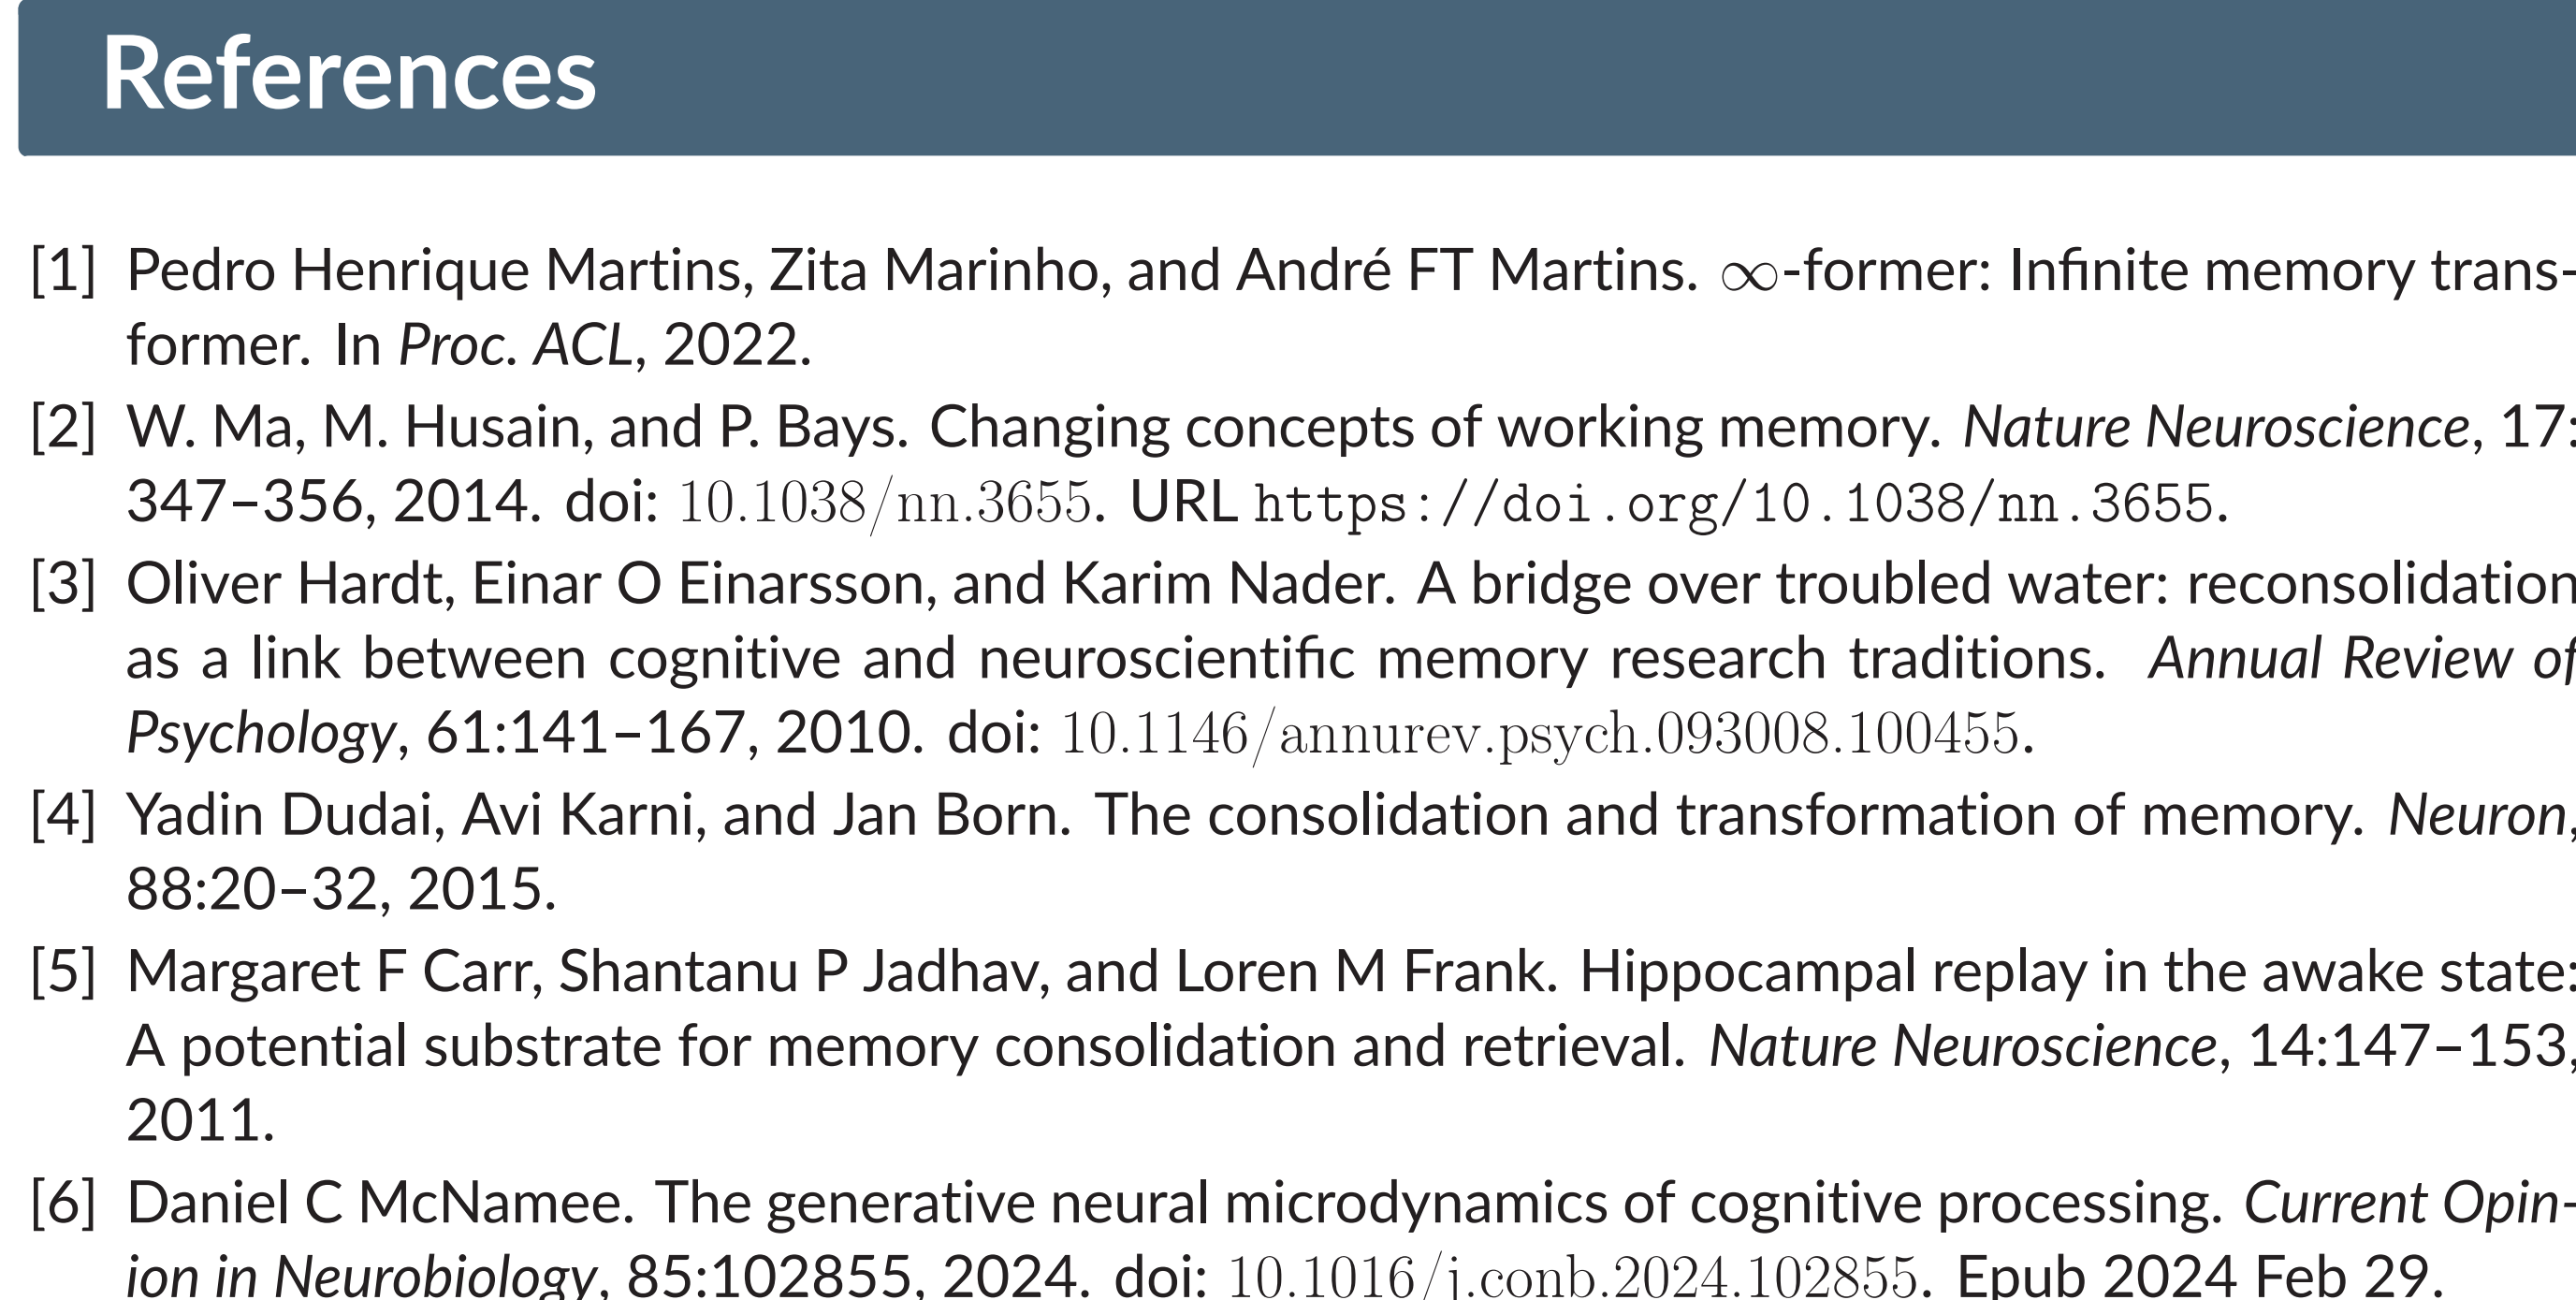 References
[1] Pedro Henrique Martins, Zita Marinho, and André FT Martins. ∞-former: Infinite memory trans-
former. In Proc. ACL, 2022.
[2] W. Ma, M. Husain, and P. Bays. Changing concepts of working memory. Nature Neuroscience, 17:
347–356, 2014. doi: 10.1038/nn.3655. URL https://doi.org/10.1038/nn.3655.
[3] Oliver Hardt, Einar O Einarsson, and Karim Nader. A bridge over troubled water: reconsolidation
as a link between cognitive and neuroscientific memory research traditions. Annual Review of
Psychology, 61:141–167, 2010. doi: 10.1146/annurev.psych.093008.100455.
[4] Yadin Dudai, Avi Karni, and Jan Born. The consolidation and transformation of memory. Neuron,
88:20–32, 2015.
[5] Margaret F Carr, Shantanu P Jadhav, and Loren M Frank. Hippocampal replay in the awake state:
A potential substrate for memory consolidation and retrieval. Nature Neuroscience, 14:147–153,
2011.
[6] Daniel C McNamee. The generative neural microdynamics of cognitive processing. Current Opin-
ion in Neurobiology, 85:102855, 2024. doi: 10.1016/j.conb.2024.102855. Epub 2024 Feb 29.